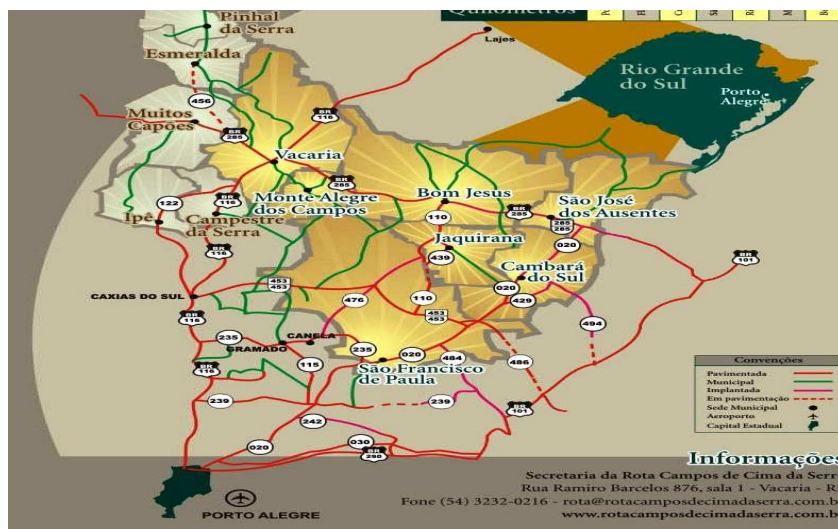 Quilômetros
Pinhal
da Serra
Lajes
Esmeralda
Rio Grande
do Sul
Porto
Alegre
456
BR
116
Muitos
Capões
BR
285
Vacaria
BR
285
Monte Alegre
dos Campos
Bom Jesus
São José
dos Ausentes
122
BR
116
Ipê
Campestre
da Serra
110
BR
285
285
285
020
BR
116
Jaquirana
439
Cambará
do Sul
BR
101
453
453
CAXIAS DO SUL
476
110
020
429
BR
116
453
453
494
235
CANELA
GRAMADO
235
020
484
486
BR
116
115
São Francisco
de Paula
239
239
BR
101
242
020
030
BR
290
PORTO ALEGRE
Convenções
Pavimentada
Municipal
Implantada
Em pavimentação
Sede Municipal
Aeroporto
Capital Estadual
Informações
Secretaria da Rota Campos de Cima da Serra
Rua Ramiro Barcelos 876, sala 1 - Vacaria - R
Fone (54) 3232-0216 - rota@rotacamposdecimadaserra.com.b
www.rotacamposdecimadaserra.com.b